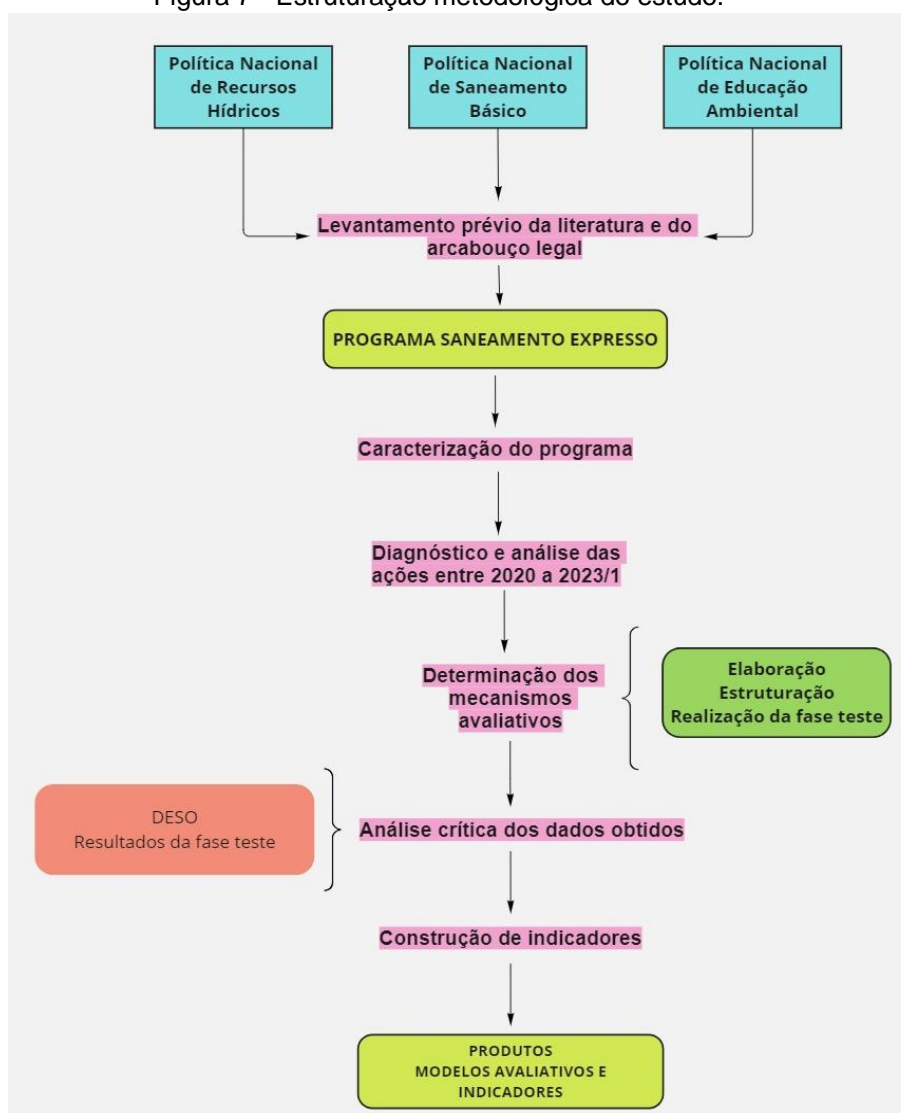 Figura 7 - Estruturação metodológica do estudo.
Política Nacional
de Recursos
Hídricos
Política Nacional
de Saneamento
Básico
Política Nacional
de Educação
Ambiental
Levantamento prévio da literatura e do
arcabouço legal
PROGRAMA SANEAMENTO EXPRESSO
Caracterização do programa
Diagnóstico e análise das
ações entre 2020 a 2023/1
Determinação dos
mecanismos
avaliativos
Elaboração
Estruturação
Realização da fase teste
DESO
Resultados da fase teste
Análise crítica dos dados obtidos
Construção de indicadores
PRODUTOS
MODELOS AVALIATIVOS E
INDICADORES